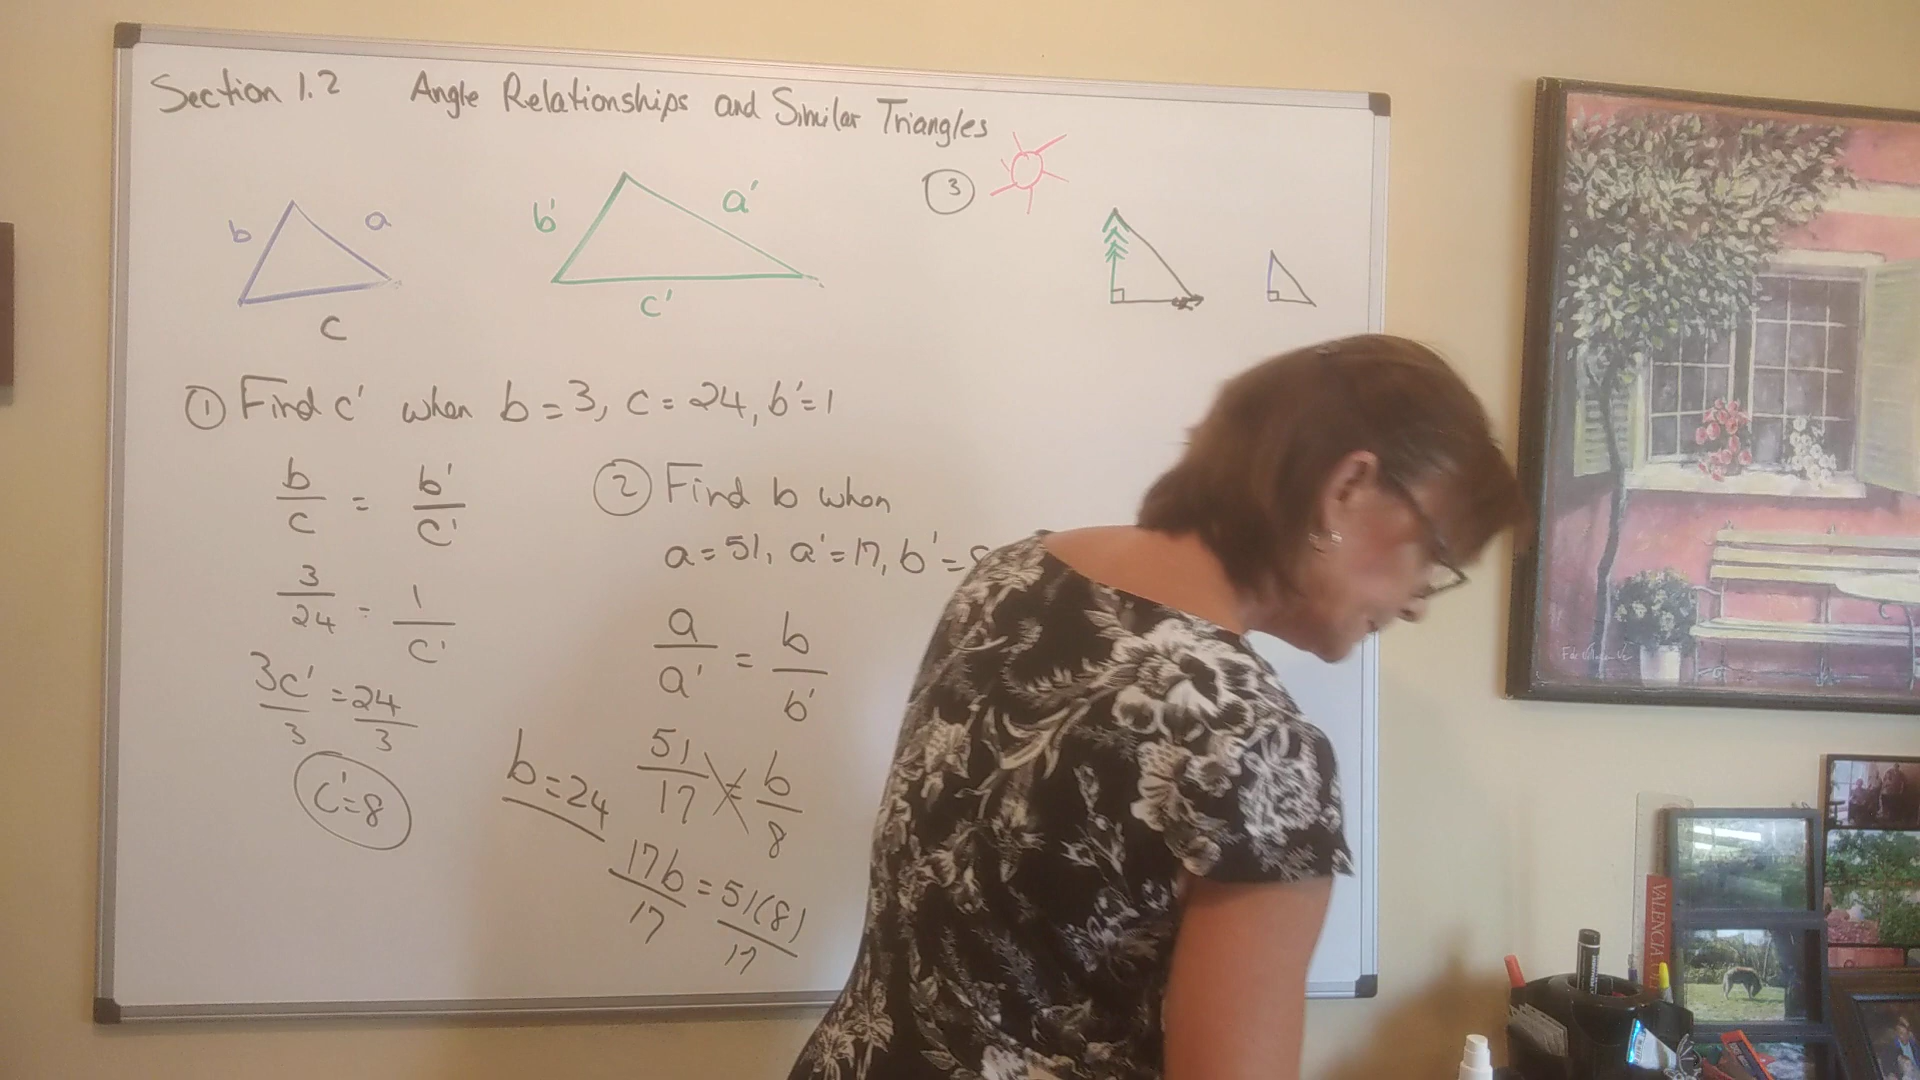 Section 1.2 Angle Relationships and Similar Triangles
b a c
b' a' c'
① Find c' when b = 3, c = 24, b' = 1
b/c = b'/c'
3/24 = 1/c'
3c'/3 = 24/3
c' = 8
② Find b when
a = 51, a' = 17, b' =
a/a' = b/b'
51/17 = b/8
17b/17 = 51(8)/17
b = 24
③
VALENCIA